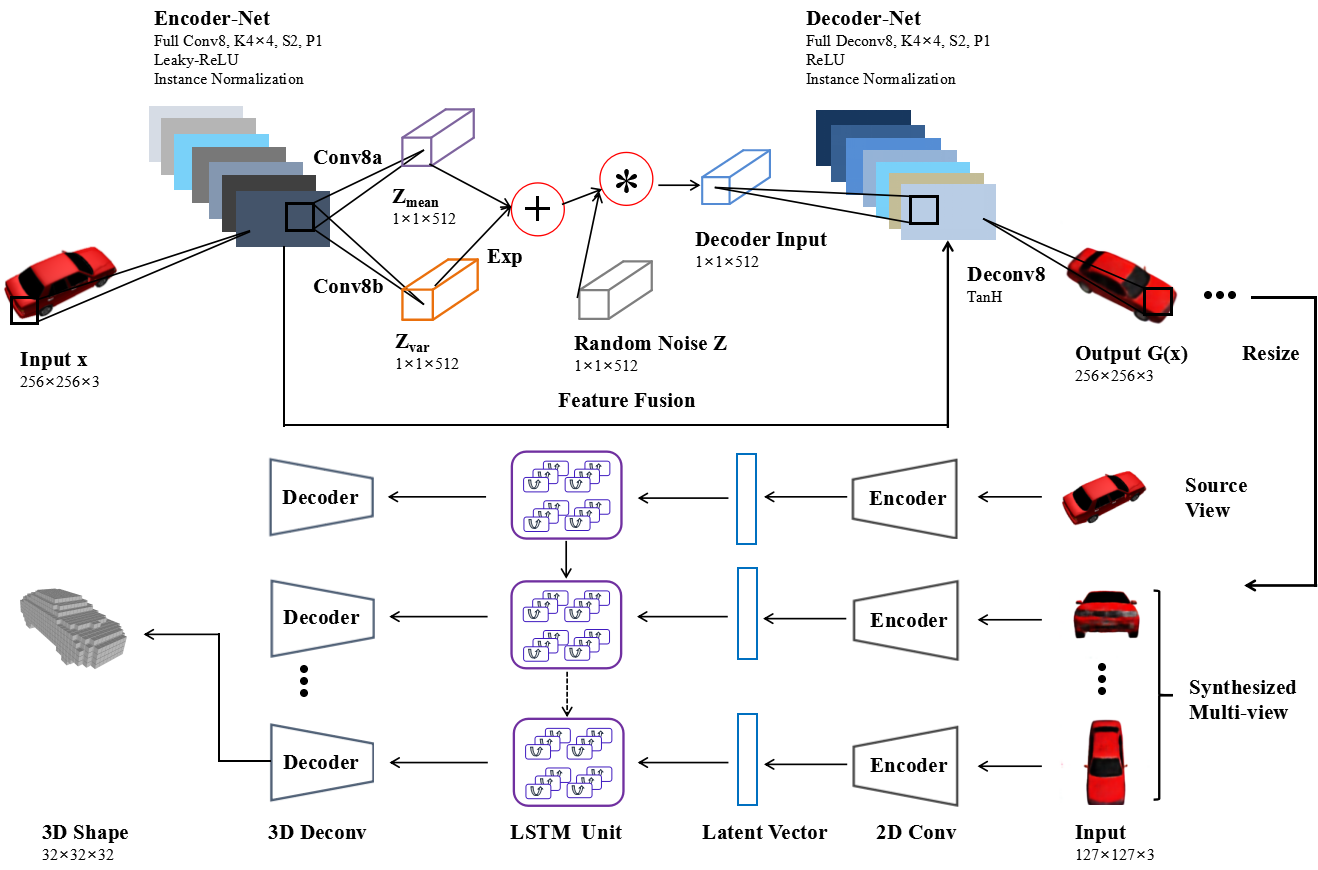 Encoder-Net
Full Conv8, K4×4, S2, P1
Leaky-ReLU
Instance Normalization
Decoder-Net
Full Deconv8, K4×4, S2, P1
ReLU
Instance Normalization
Conv8a
Z_mean
1×1×512
+
*
Exp
Conv8b
Z_var
1×1×512
Random Noise Z
1×1×512
Decoder Input
1×1×512
Deconv8
TanH
Input x
256×256×3
Output G(x)
256×256×3
Resize
Feature Fusion
Decoder
Encoder
Source
View
Decoder
Encoder
Synthesized
Multi-view
Decoder
Encoder
3D Shape
32×32×32
3D Deconv
LSTM Unit
Latent Vector
2D Conv
Input
127×127×3